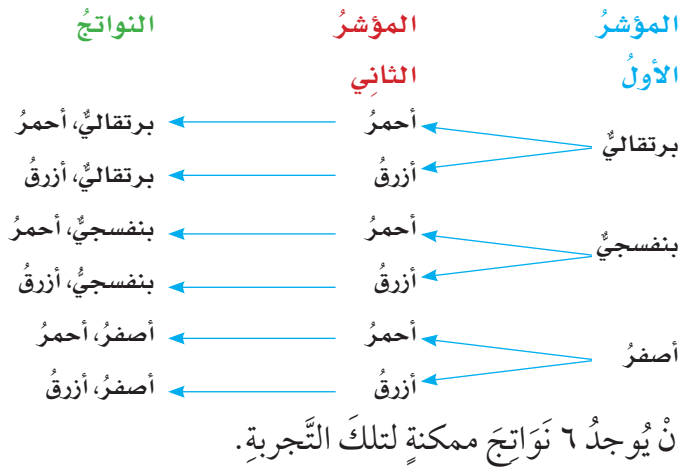 المؤشرُ المؤشرُ النواتجُ
الأولُ الثانِي
برتقاليٌّ
أحمرُ برتقاليٌّ، أحمرُ
أزرقُ برتقاليٌّ، أزرقُ
بنفسجيٌّ
أحمرُ بنفسجيٌّ، أحمرُ
أزرقُ بنفسجيُّ، أزرقُ
أصفرُ
أحمرُ أصفرُ، أحمرُ
أزرقُ أصفرُ، أزرقُ
نْ يُوجدُ ٦ نَوَاتِجَ ممكنةٍ لتلكَ التَّجربةِ.